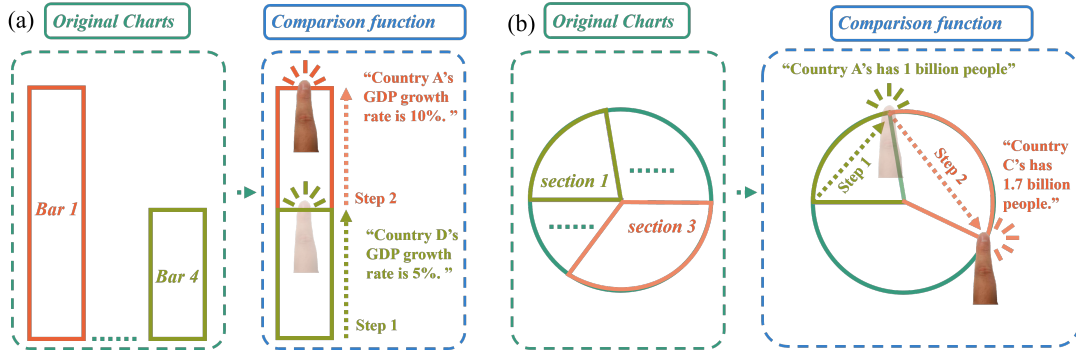 (a)
Original Charts
Comparison function
Bar 1
Bar 4
“Country A’s
GDP growth
rate is 10%. ”
Step 2
“Country D’s
GDP growth
rate is 5%. ”
Step 1
(b)
Original Charts
Comparison function
section 1
section 3
“Country A’s has 1 billion people”
Step 1
Step 2
“Country
C’s has
1.7 billion
people.”